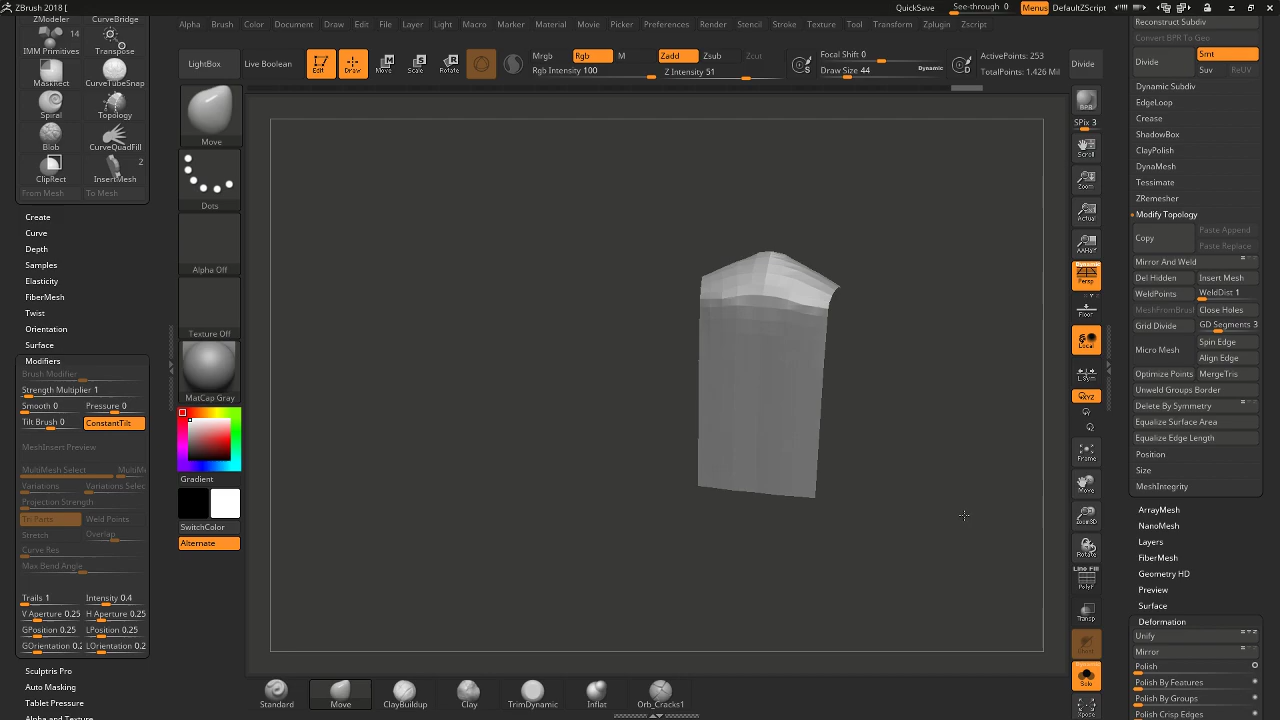 ZBrush 2018 [
QuickSave
See-through 0
Menus
DefaultZScript
Alpha Brush Color Document Draw Edit File Layer Light Macro Marker Material Movie Picker Preferences Render Stencil Stroke Texture Tool Transform Zplugin Zscript
14
CurveBridge
IMM Primitives
Transpose
MaskRect
CurveTubeSnap
Spiral
Topology
Blob
CurveQuadFill
2
ClipRect
InsertMesh
From Mesh
To Mesh
Create
Curve
Depth
Samples
Elasticity
FiberMesh
Twist
Orientation
Surface
Modifiers
Brush Modifier
Strength Multiplier 1
Smooth 0
Pressure 0
Tilt Brush 0
ConstantTilt
MeshInsert Preview
MultiMesh Select
Variations
Variations Selec
Projection Strength
Tri Parts
Weld Points
Stretch
Overlap
Curve Res
Max Bend Angle
Trails 1
Intensity 0.4
V Aperture 0.25
H Aperture 0.25
GPosition 0.25
LPosition 0.25
Sculptris Pro
Auto Masking
Tablet Pressure
LightBox
Live Boolean
Edit
Draw
Move
Scale
Rotate
Mrgb
Rgb
M
Rgb Intensity 100
Zadd
Zsub
Zcut
Z Intensity 51
S
Focal Shift 0
Draw Size 44
Dynamic
D
ActivePoints: 253
TotalPoints: 1.426 Mil
Divide
Move
Dots
Alpha Off
Texture Off
MatCap Gray
Gradient
SwitchColor
Alternate
Standard
Move
ClayBuildup
Clay
TrimDynamic
Inflat
Orb_Cracks1
BPR
SPix 3
Scroll
Zoom
Actual
AAHalf
Dynamic
Persp
Floor
Local
L.Sym
Frame
Move
Zoom3D
Rotate
Line Fill
PolyF
Transp
Dynamic
Solo
Xpose
Reconstruct Subdiv
Convert BPR To Geo
Divide
Smt
Suv
ReUV
Dynamic Subdiv
EdgeLoop
Crease
ShadowBox
ClayPolish
DynaMesh
Tessimate
ZRemesher
Modify Topology
Copy
Paste Append
Paste Replace
Mirror And Weld
Del Hidden
Insert Mesh
WeldPoints
WeldDist 1
MeshFromBrus
Close Holes
Grid Divide
GD Segments 3
Micro Mesh
Spin Edge
Align Edge
Optimize Points
MergeTris
Unweld Groups Border
Delete By Symmetry
Equalize Surface Area
Equalize Edge Length
Position
Size
MeshIntegrity
ArrayMesh
NanoMesh
Layers
FiberMesh
Geometry HD
Preview
Surface
Deformation
Unify
Mirror
Polish
Polish By Features
Polish By Groups
Polish Crisp Edges